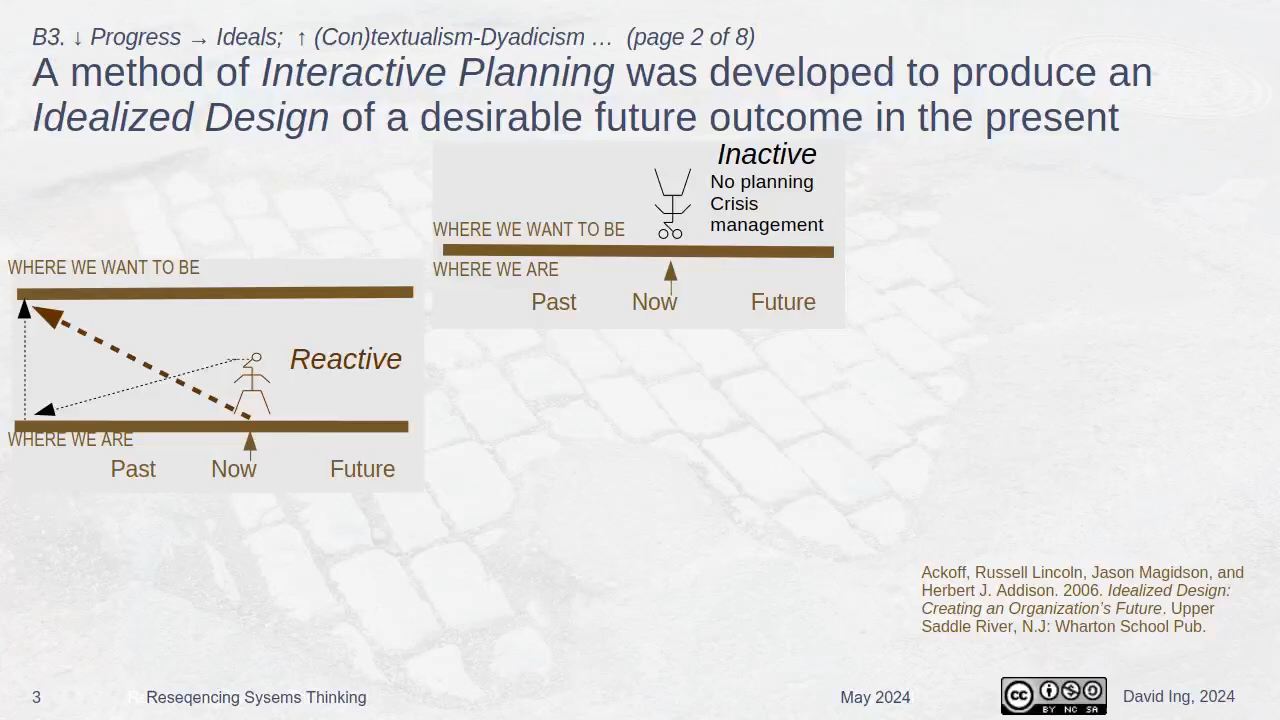 B3. ↓ Progress → Ideals;  ↑ (Con)textualism-Dyadicism …  (page 2 of 8)
A method of Interactive Planning was developed to produce an
Idealized Design of a desirable future outcome in the present
WHERE WE WANT TO BE
Reactive
WHERE WE ARE
Past Now Future
Inactive
No planning
Crisis
management
WHERE WE WANT TO BE
WHERE WE ARE
Past Now Future
Ackoff, Russell Lincoln, Jason Magidson, and
Herbert J. Addison. 2006. Idealized Design:
Creating an Organization’s Future. Upper
Saddle River, N.J: Wharton School Pub.
3
Reseqencing Sysems Thinking
May 2024
cc
BY NC SA
David Ing, 2024